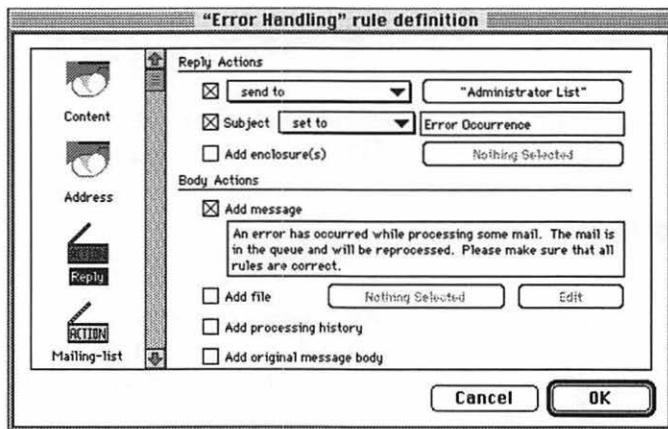 "Error Handling" rule definition
Content
Address
Reply
ACTION
Mailing-list
Reply Actions
send to
"Administrator List"
Subject
set to
Error Occurrence
Add enclosure(s)
Nothing Selected
Body Actions
Add message
An error has occurred while processing some mail. The mail is
in the queue and will be reprocessed. Please make sure that all
rules are correct.
Add file
Nothing Selected
Edit
Add processing history
Add original message body
Cancel
OK